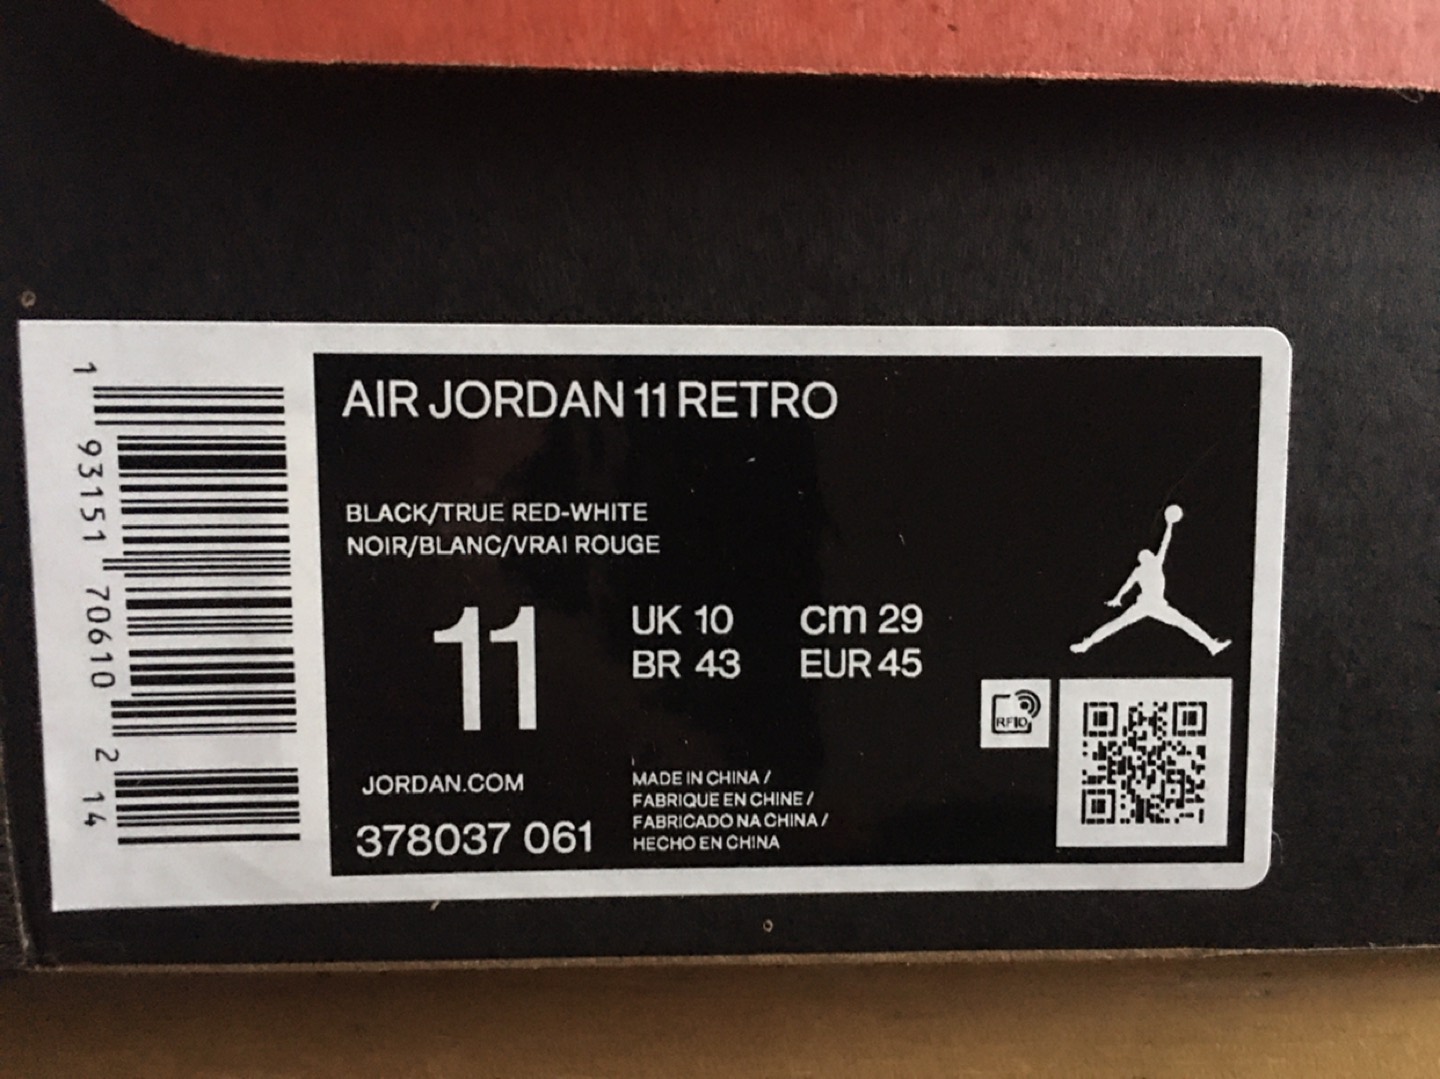 1 93151 70610 2 14
AIR JORDAN 11 RETRO
BLACK/TRUE RED-WHITE
NOIR/BLANC/VRAI ROUGE
11
UK 10 cm 29
BR 43 EUR 45
RFID
JORDAN.COM
378037 061
MADE IN CHINA /
FABRIQUE EN CHINE /
FABRICADO NA CHINA /
HECHO EN CHINA